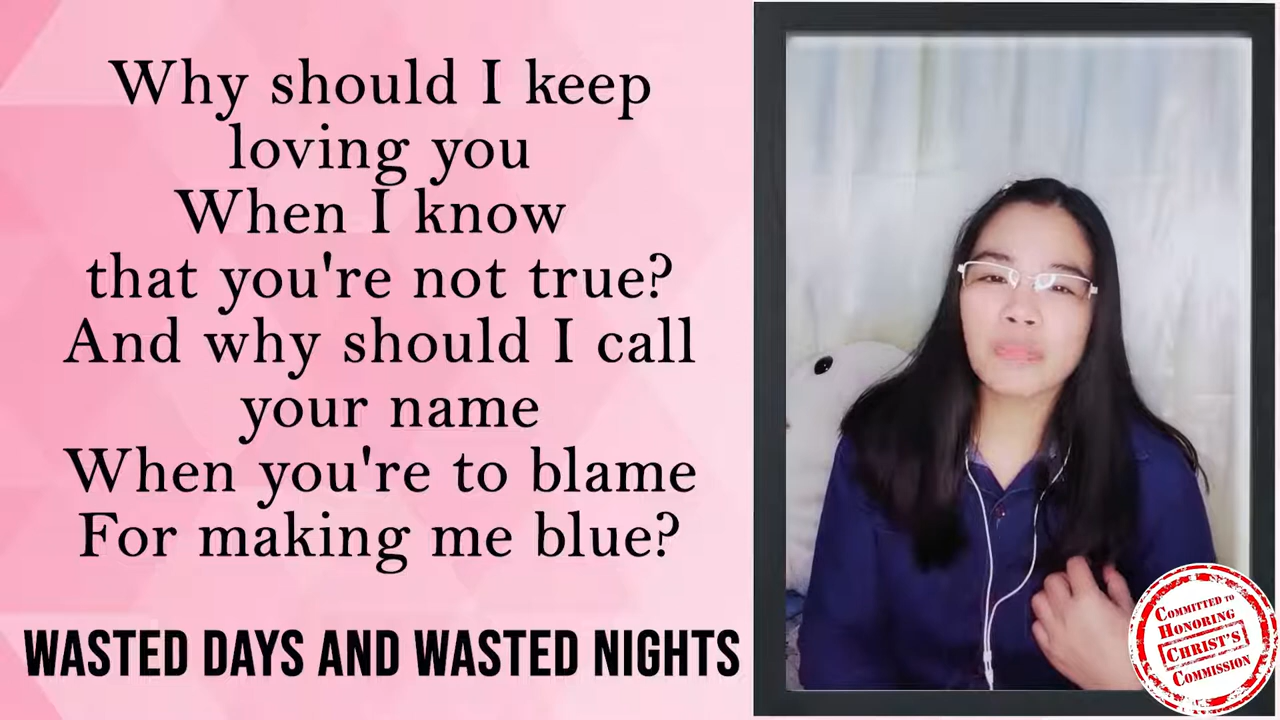 Why should I keep
loving you
When I know
that you're not true?
And why should I call
your name
When you're to blame
For making me blue?
WASTED DAYS AND WASTED NIGHTS
COMMITTED TO
HONORING
CHRIST'S
COMMISSION